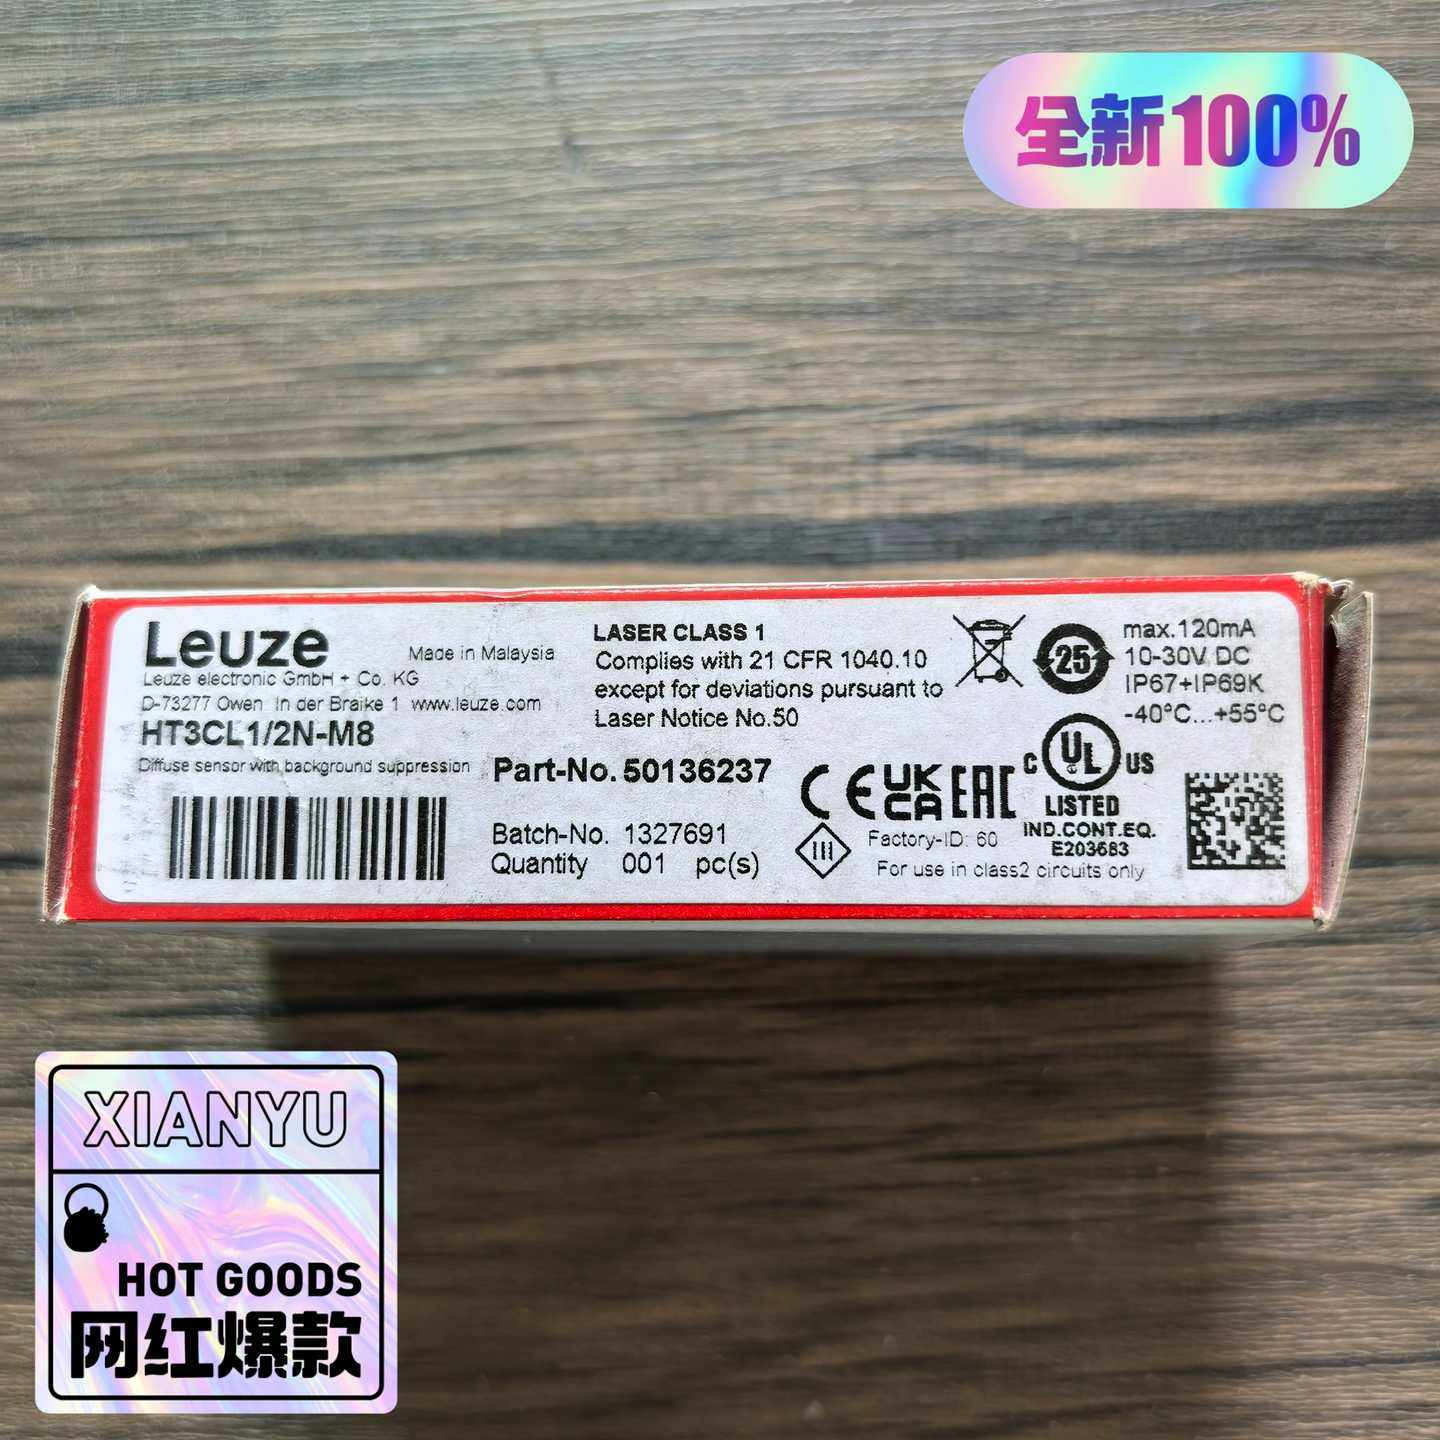 全新100%
Leuze
Made in Malaysia
Leuze electronic GmbH + Co. KG
D-73277 Owen In der Braike 1 www.leuze.com
HT3CL1/2N-M8
Diffuse sensor with background suppression
LASER CLASS 1
Complies with 21 CFR 1040.10
except for deviations pursuant to
Laser Notice No.50
Part-No. 50136237
Batch-No. 1327691
Quantity 001 pc(s)
25
max.120mA
10-30V DC
IP67+IP69K
-40°C...+55°C
CE UK CA EAC
C UL US
LISTED
IND.CONT.EQ.
E203683
III
Factory-ID: 60
For use in class2 circuits only
XIANYU
HOT GOODS
网红爆款